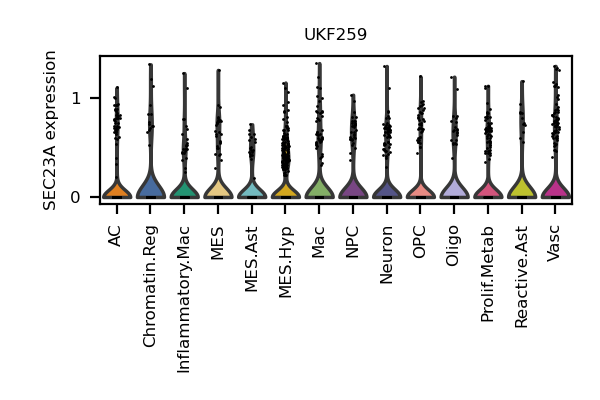 UKF259
SEC23A expression
1
0
AC
Chromatin.Reg
Inflammatory.Mac
MES
MES.Ast
MES.Hyp
Mac
NPC
Neuron
OPC
Oligo
Prolif.Metab
Reactive.Ast
Vasc